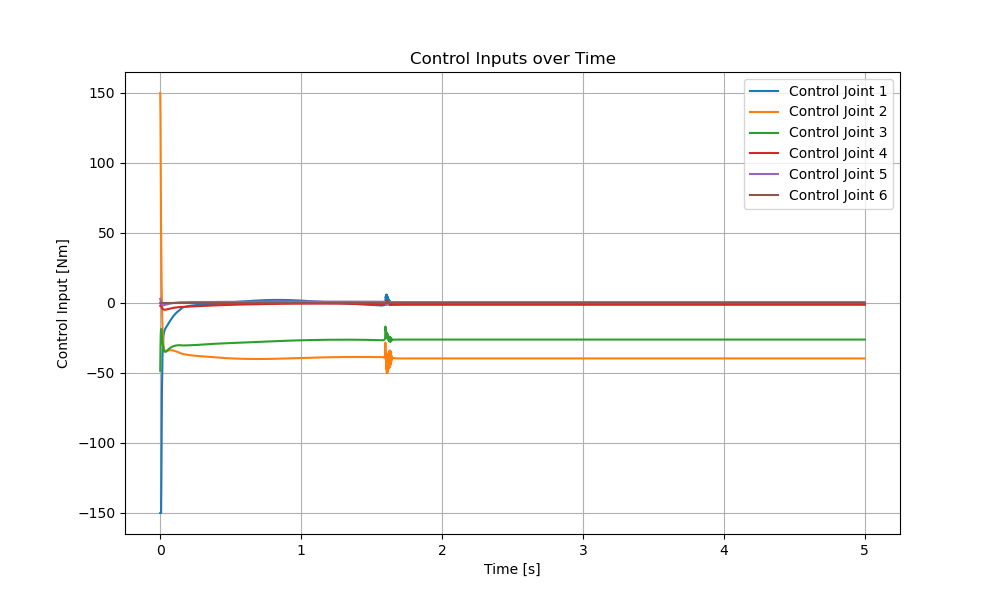 Control Inputs over Time
Control Input [Nm]
150
100
50
0
−50
−100
−150
Control Joint 1
Control Joint 2
Control Joint 3
Control Joint 4
Control Joint 5
Control Joint 6
0
1
2
3
4
5
Time [s]